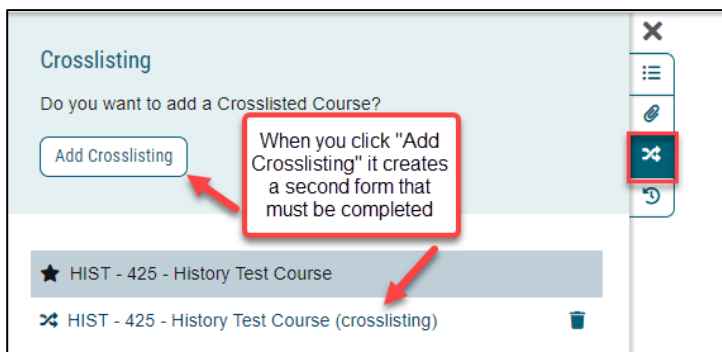 Crosslisting
Do you want to add a Crosslisted Course?
Add Crosslisting
When you click "Add
Crosslisting" it creates
a second form that
must be completed
HIST - 425 - History Test Course
HIST - 425 - History Test Course (crosslisting)